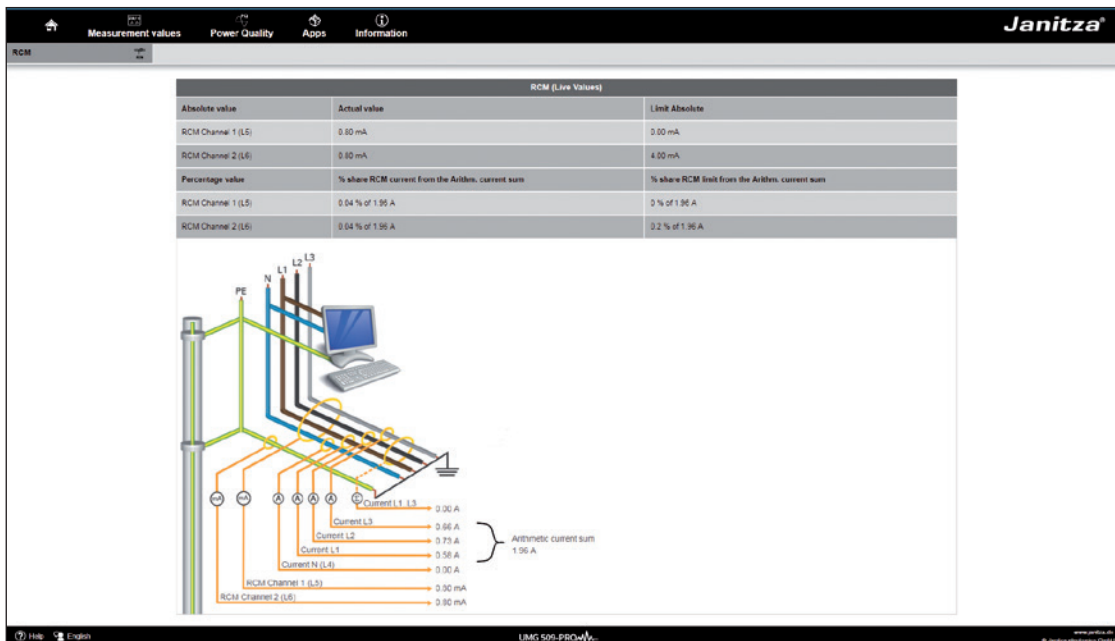 Measurement values Power Quality Apps Information Janitza®
RCM
RCM (Live Values)
Absolute value Actual value Limit Absolute
RCM Channel 1 (L5) 0.80 mA 0.00 mA
RCM Channel 2 (L6) 0.80 mA 4.00 mA
Percentage value % share RCM current from the Arithm. current sum % share RCM limit from the Arithm. current sum
RCM Channel 1 (L5) 0.04 % of 1.96 A 0 % of 1.96 A
RCM Channel 2 (L6) 0.04 % of 1.96 A 0.2 % of 1.96 A
PE N L1 L2 L3
mA mA A A A A Σ
Current L1..L3 0.00 A
Current L3 0.66 A
Current L2 0.73 A
Arithmetic current sum
1.96 A
Current L1 0.58 A
Current N (L4) 0.00 A
RCM Channel 1 (L5) 0.80 mA
RCM Channel 2 (L6) 0.80 mA
Help English UMG 509-PRO www.janitza.de